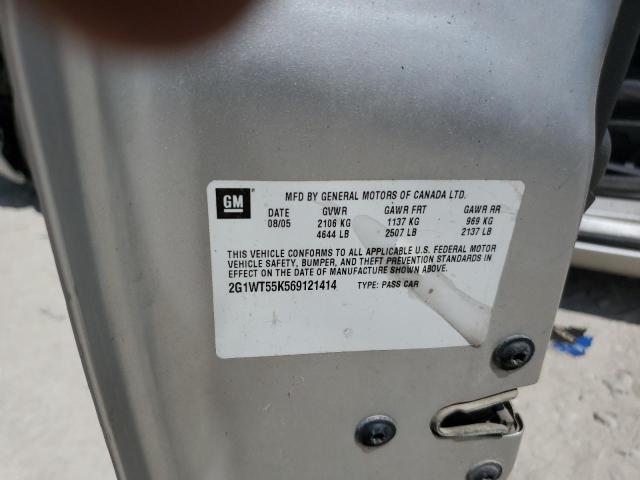 GM MFD BY GENERAL MOTORS OF CANADA LTD.
DATE GVWR GAWR FRT GAWR RR
08/05 2106 KG 1137 KG 969 KG
4644 LB 2507 LB 2137 LB
THIS VEHICLE CONFORMS TO ALL APPLICABLE U.S. FEDERAL MOTOR
VEHICLE SAFETY, BUMPER, AND THEFT PREVENTION STANDARDS IN
EFFECT ON THE DATE OF MANUFACTURE SHOWN ABOVE.
2G1WT55K569121414 TYPE: PASS CAR